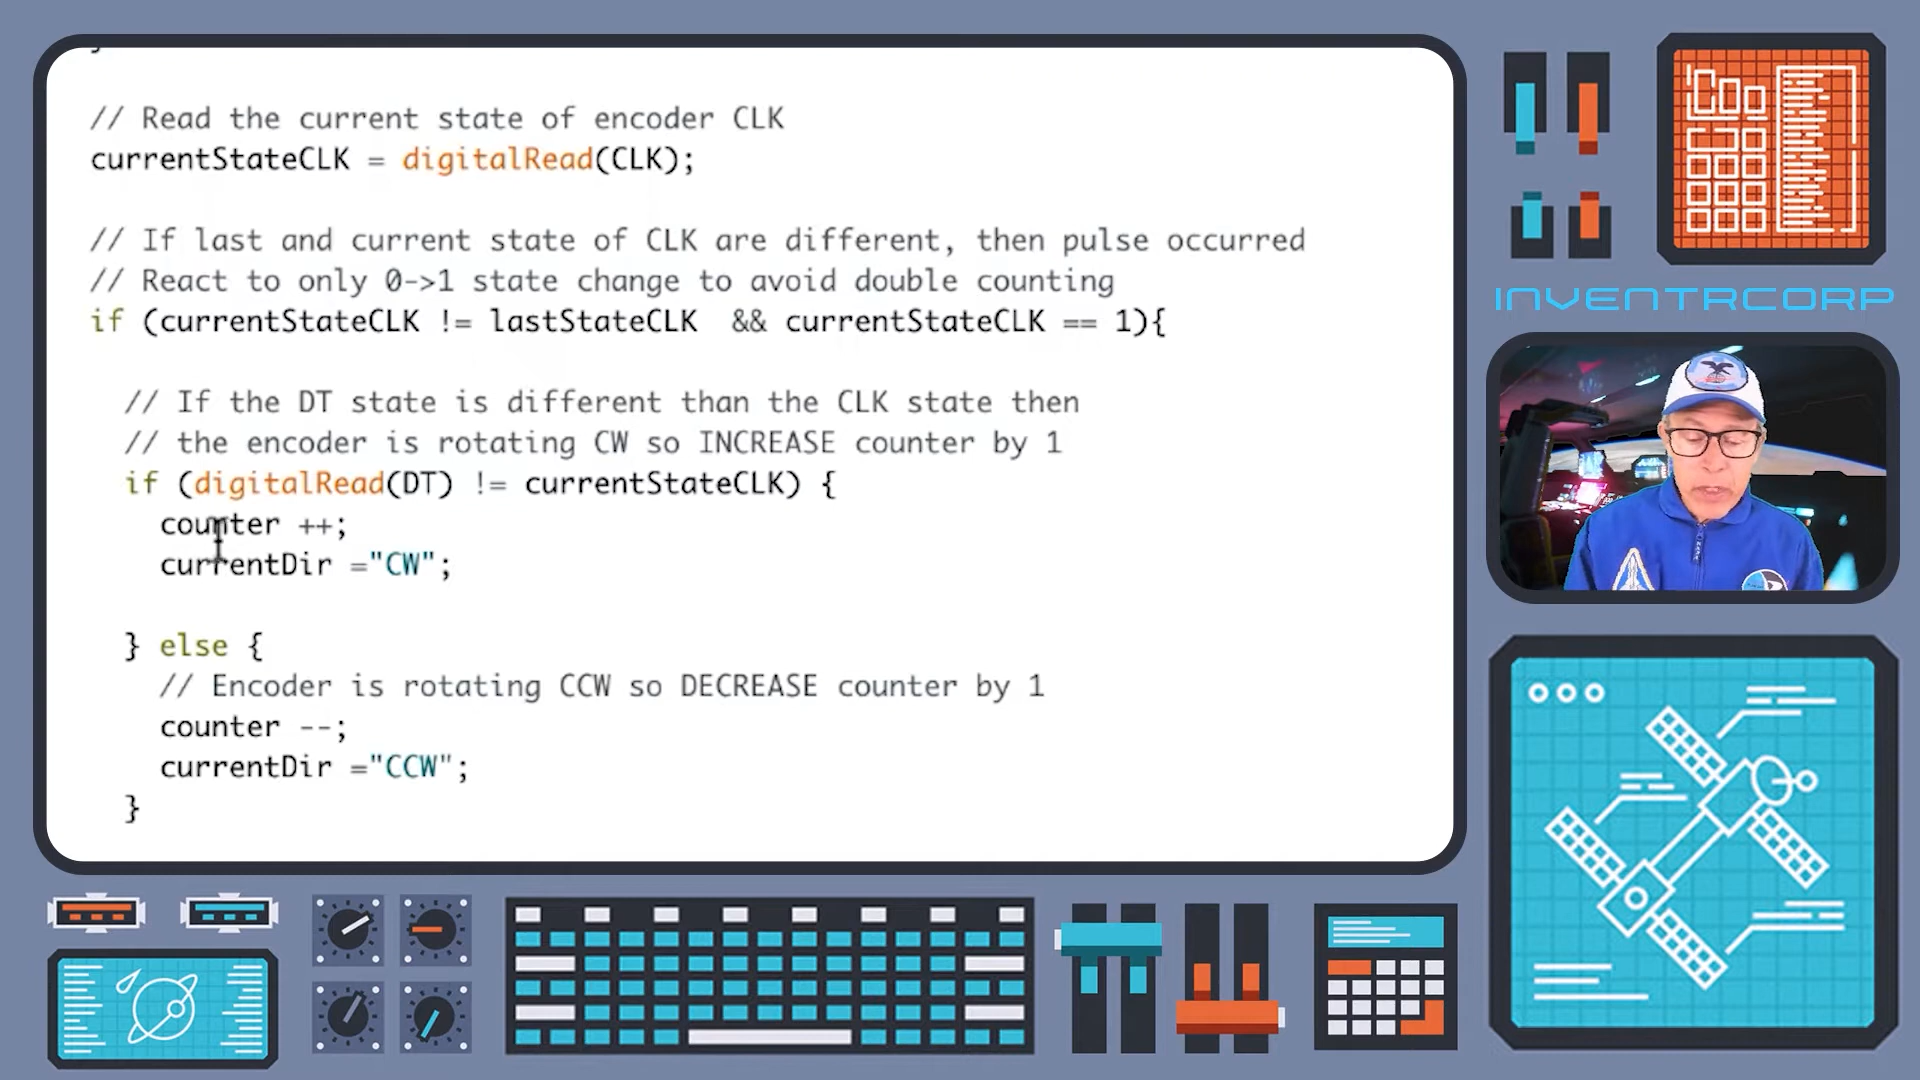 }
// Read the current state of encoder CLK
currentStateCLK = digitalRead(CLK);
// If last and current state of CLK are different, then pulse occurred
// React to only 0->1 state change to avoid double counting
if (currentStateCLK != lastStateCLK  && currentStateCLK == 1){
// If the DT state is different than the CLK state then
// the encoder is rotating CW so INCREASE counter by 1
if (digitalRead(DT) != currentStateCLK) {
counter ++;
currentDir ="CW";
} else {
// Encoder is rotating CCW so DECREASE counter by 1
counter --;
currentDir ="CCW";
}
INVENTRCORP